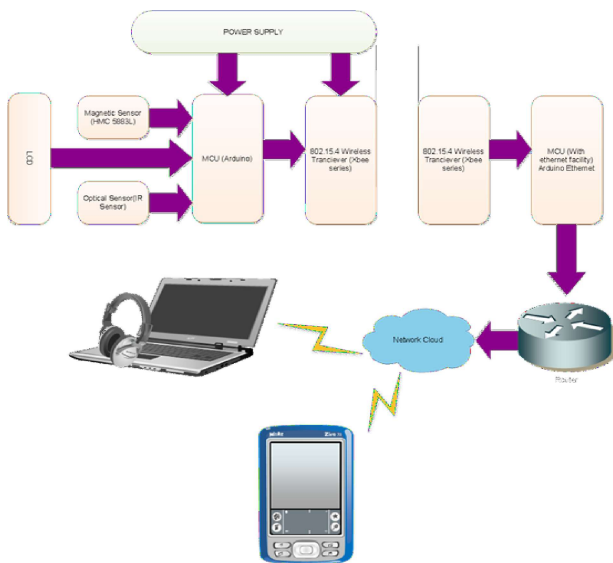 POWER SUPPLY
LCD
Magnetic Sensor
(HMC 5883L)
Optical Sensor(IR
Sensor)
MCU (Arduino)
802.15.4 Wireless
Tranciever (Xbee
series)
802.15.4 Wireless
Tranciever (Xbee
series)
MCU (With
ethernet facility)
Arduino Ethernet
Network Cloud
Router